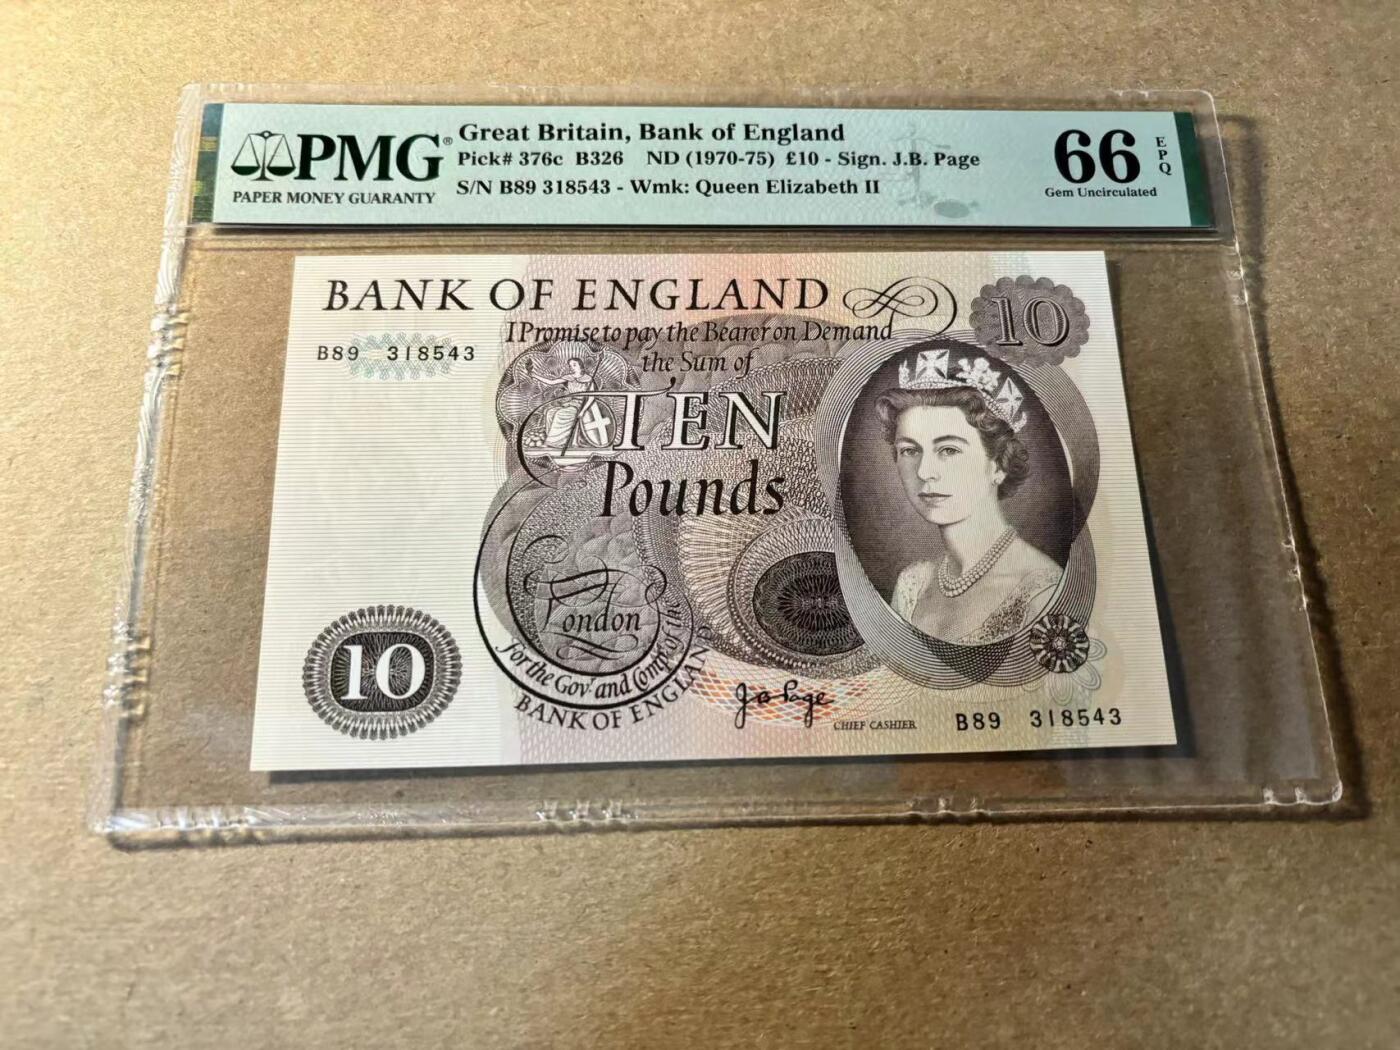 PMG®
PAPER MONEY GUARANTY
Great Britain, Bank of England
Pick# 376c B326 ND (1970-75) £10 - Sign. J.B. Page
S/N B89 318543 - Wmk: Queen Elizabeth II
66 EPQ
Gem Uncirculated
BANK OF ENGLAND
10
I Promise to pay the Bearer on Demand
the Sum of
B89 318543
TEN
Pounds
London
for the Govr. and Compa. of the
BANK OF ENGLAND
10
J B Page
CHIEF CASHIER
B89 318543